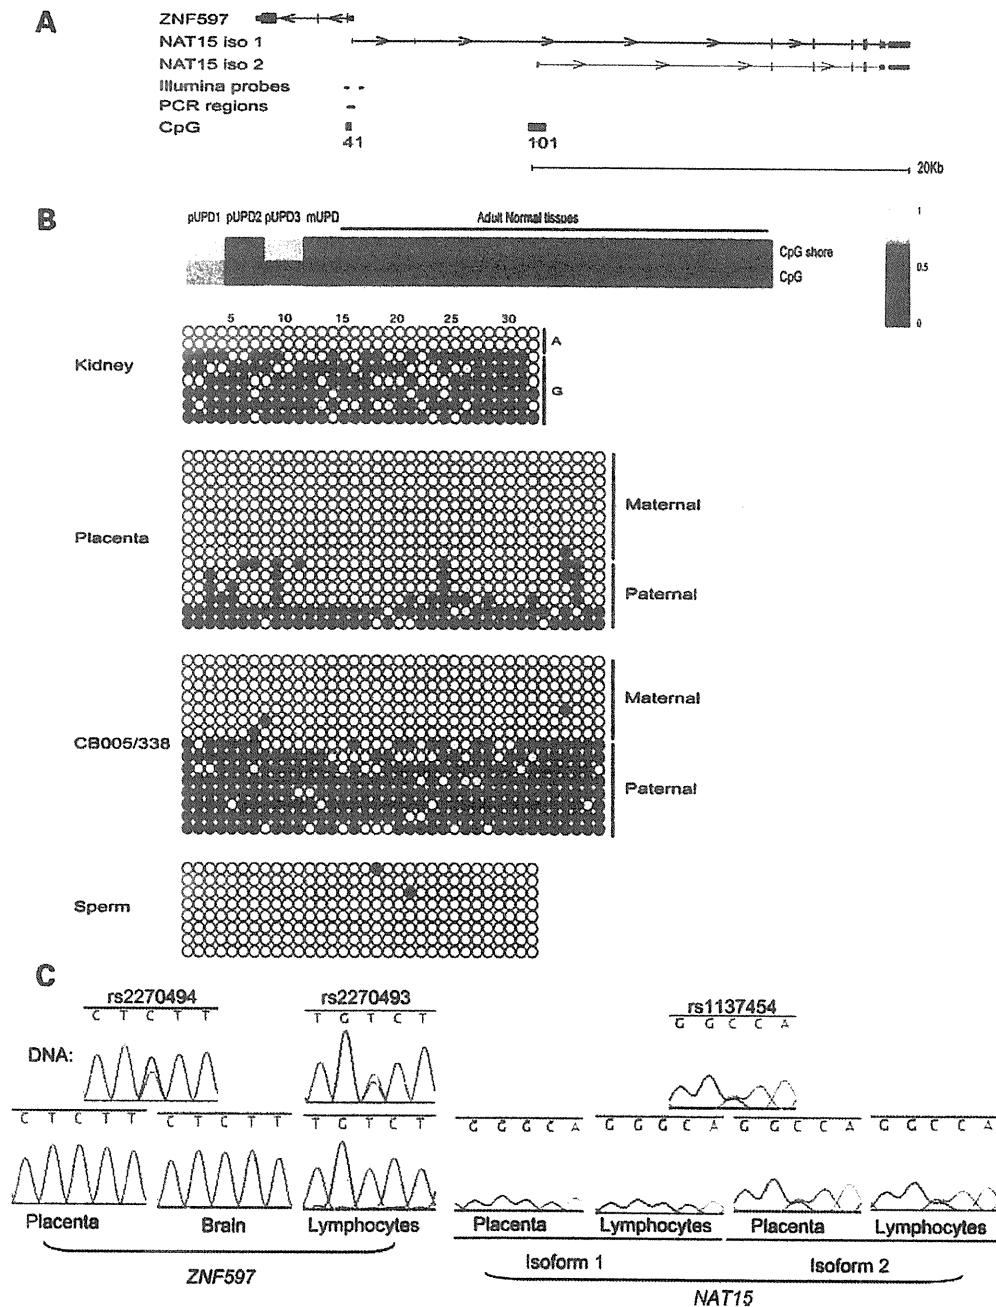 A
ZNF597
NAT15 iso 1
NAT15 iso 2
Illumina probes
PCR regions
CpG
41
101
20Kb
B
pUPD1 pUPD2 pUPD3 mUPD Adult Normal tissues
CpG shore
CpG
1
0.5
0
5 10 15 20 25 30
Kidney
A
G
Placenta
Maternal
Paternal
CB005/338
Maternal
Paternal
Sperm
C
rs2270494
C T C T T
rs2270493
T G T C T
rs1137454
G G C C A
DNA:
C T C T T
C T C T T
T G T C T
G G G C A
G G G C A
G G C C A
G G C C A
Placenta
Brain
Lymphocytes
Placenta
Lymphocytes
Placenta
Lymphocytes
Isoform 1
Isoform 2
ZNF597
NAT15